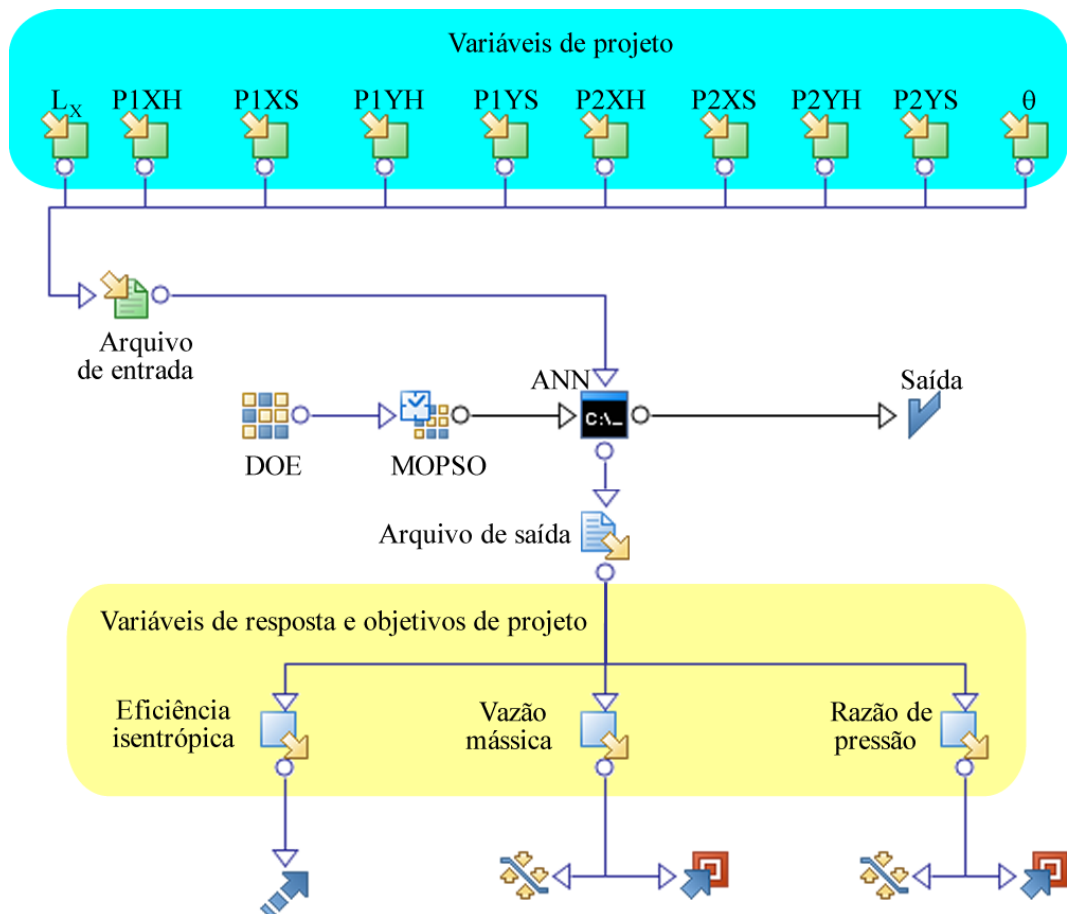 Variáveis de projeto
LX P1XH P1XS P1YH P1YS P2XH P2XS P2YH P2YS θ
Arquivo
de entrada
ANN
Saída
C:\_
DOE
MOPSO
Arquivo de saída
Variáveis de resposta e objetivos de projeto
Eficiência
isentrópica
Vazão
mássica
Razão de
pressão